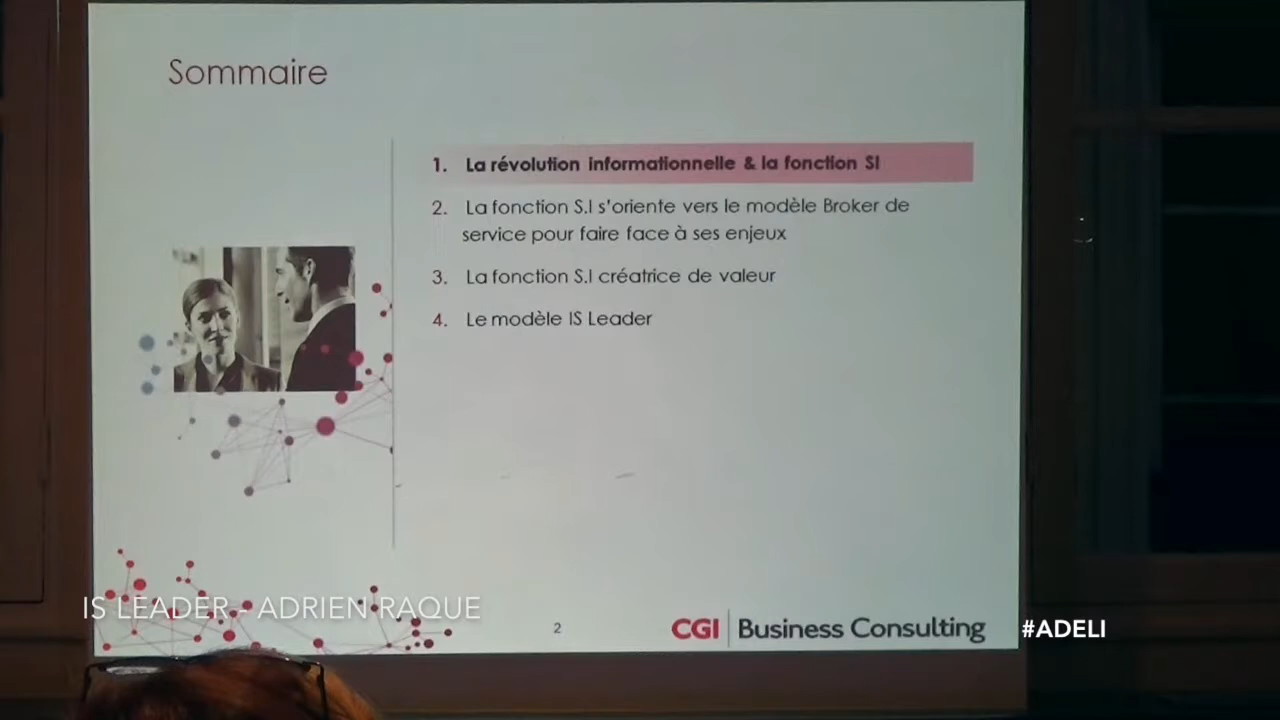 Sommaire
1. La révolution informationnelle & la fonction SI
2. La fonction S.I s'oriente vers le modèle Broker de
service pour faire face à ses enjeux
3. La fonction S.I créatrice de valeur
4. Le modèle IS Leader
IS LEADER - ADRIEN RAQUE
2
CGI Business Consulting
#ADELI